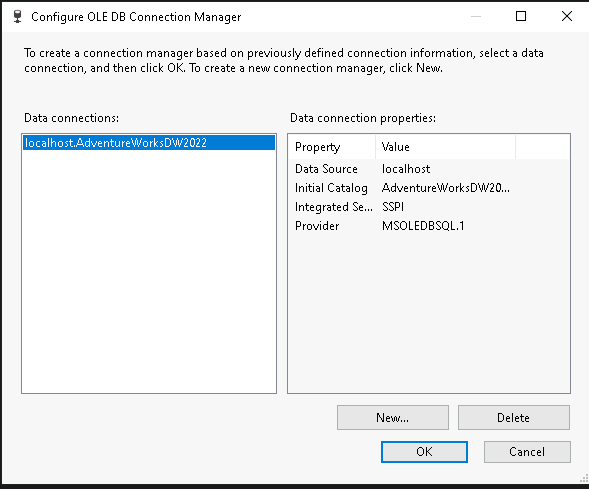 Configure OLE DB Connection Manager
To create a connection manager based on previously defined connection information, select a data
connection, and then click OK. To create a new connection manager, click New.
Data connections:
localhost.AdventureWorksDW2022
Data connection properties:
Property Value
Data Source localhost
Initial Catalog AdventureWorksDW20...
Integrated Se... SSPI
Provider MSOLEDBSQL.1
New... Delete
OK Cancel